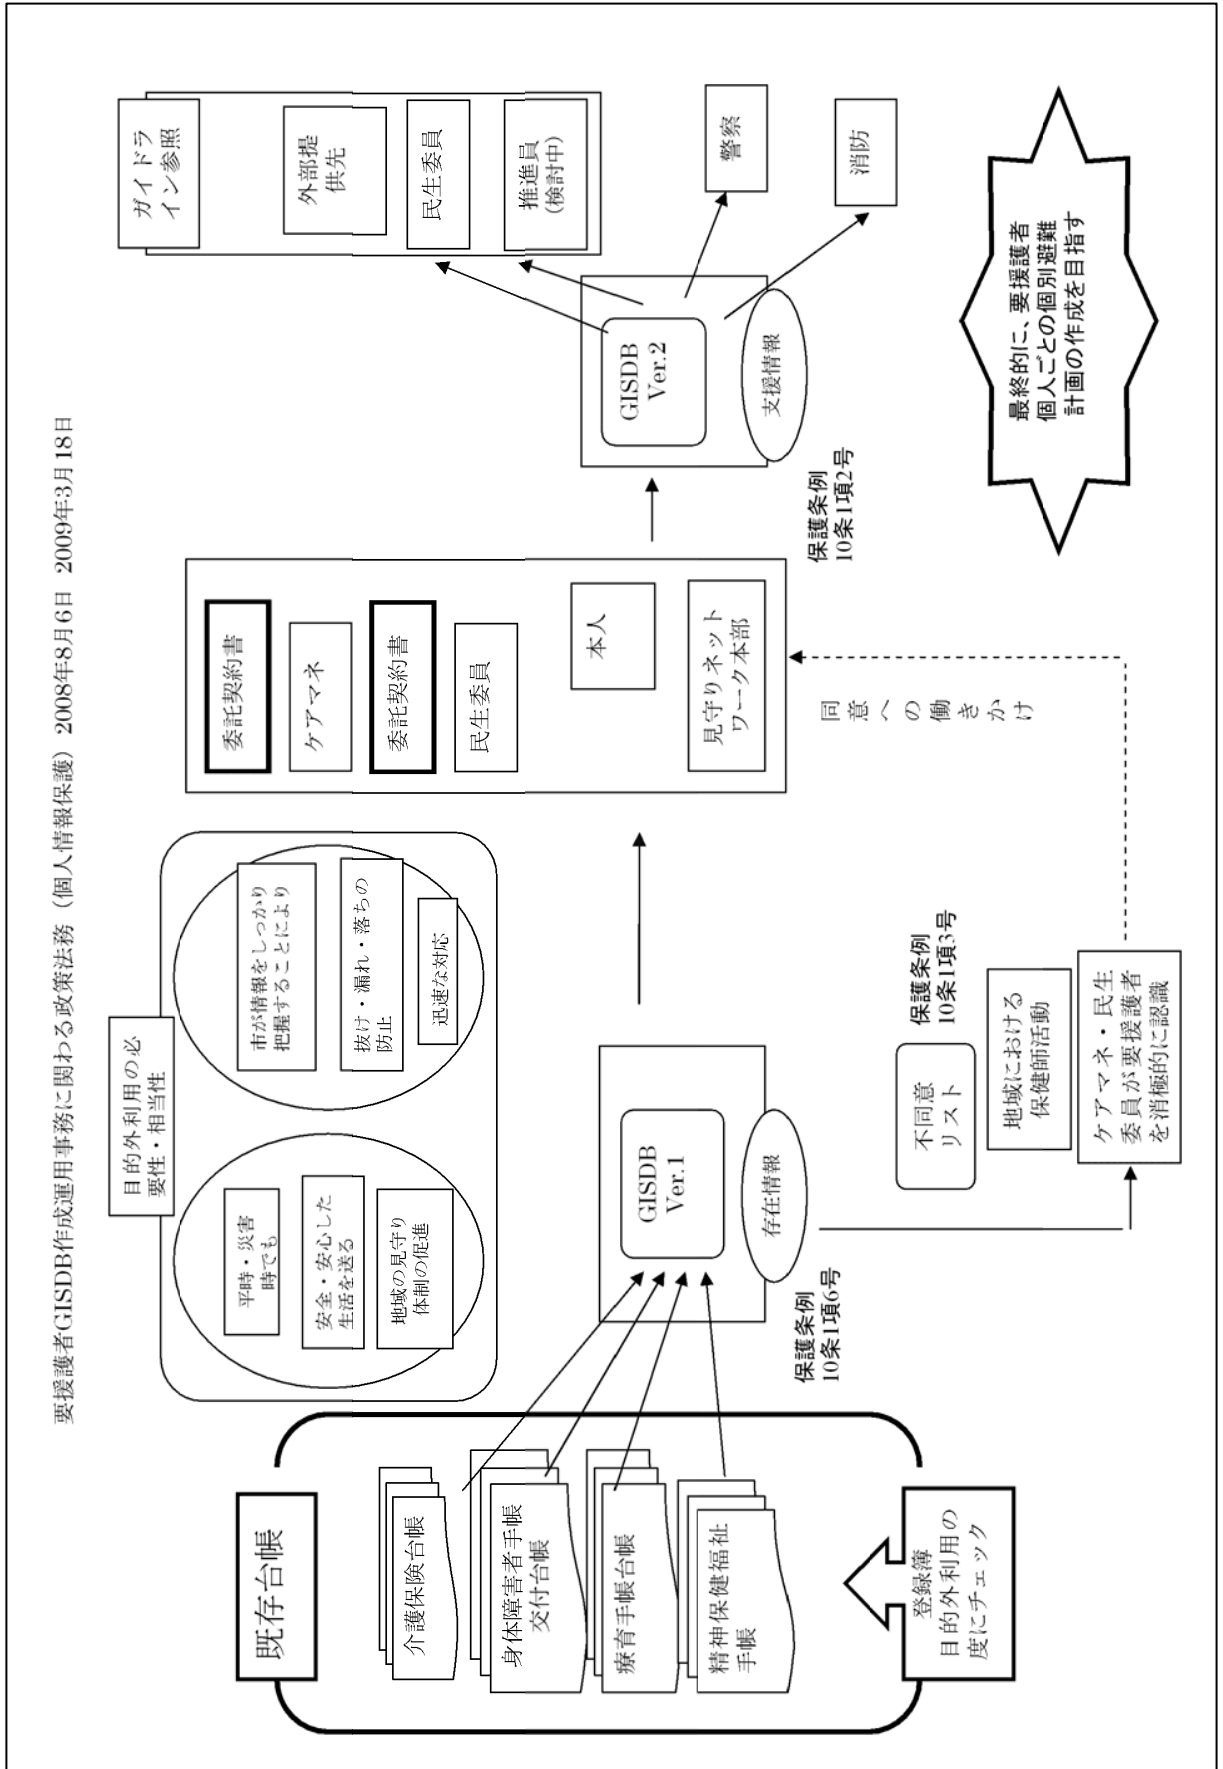 要援護者GISDB作成運用事務に関わる政策法務（個人情報保護）2008年8月6日　2009年3月18日
既存台帳
介護保険台帳
身体障害者手帳
交付台帳
療育手帳台帳
精神保健福祉
手帳
登録簿
目的外利用の
度にチェック
目的外利用の必
要性・相当性
平時・災害
時でも
安全・安心した
生活を送る
地域の見守り
体制の促進
市が情報をしっかり
把握することにより
抜け・漏れ・落ちの
防止
迅速な対応
GISDB
Ver.1
存在情報
保護条例
10条1項6号
不同意
リスト
保護条例
10条1項3号
地域における
保健師活動
ケアマネ・民生
委員が要援護者
を消極的に認識
同意への働きかけ
委託契約書
ケアマネ
委託契約書
民生委員
本人
見守りネット
ワーク本部
GISDB
Ver.2
支援情報
保護条例
10条1項2号
ガイドラ
イン参照
外部提
供先
民生委員
推進員
（検討中）
警察
消防
最終的に、要援護者
個人ごとの個別避難
計画の作成を目指す